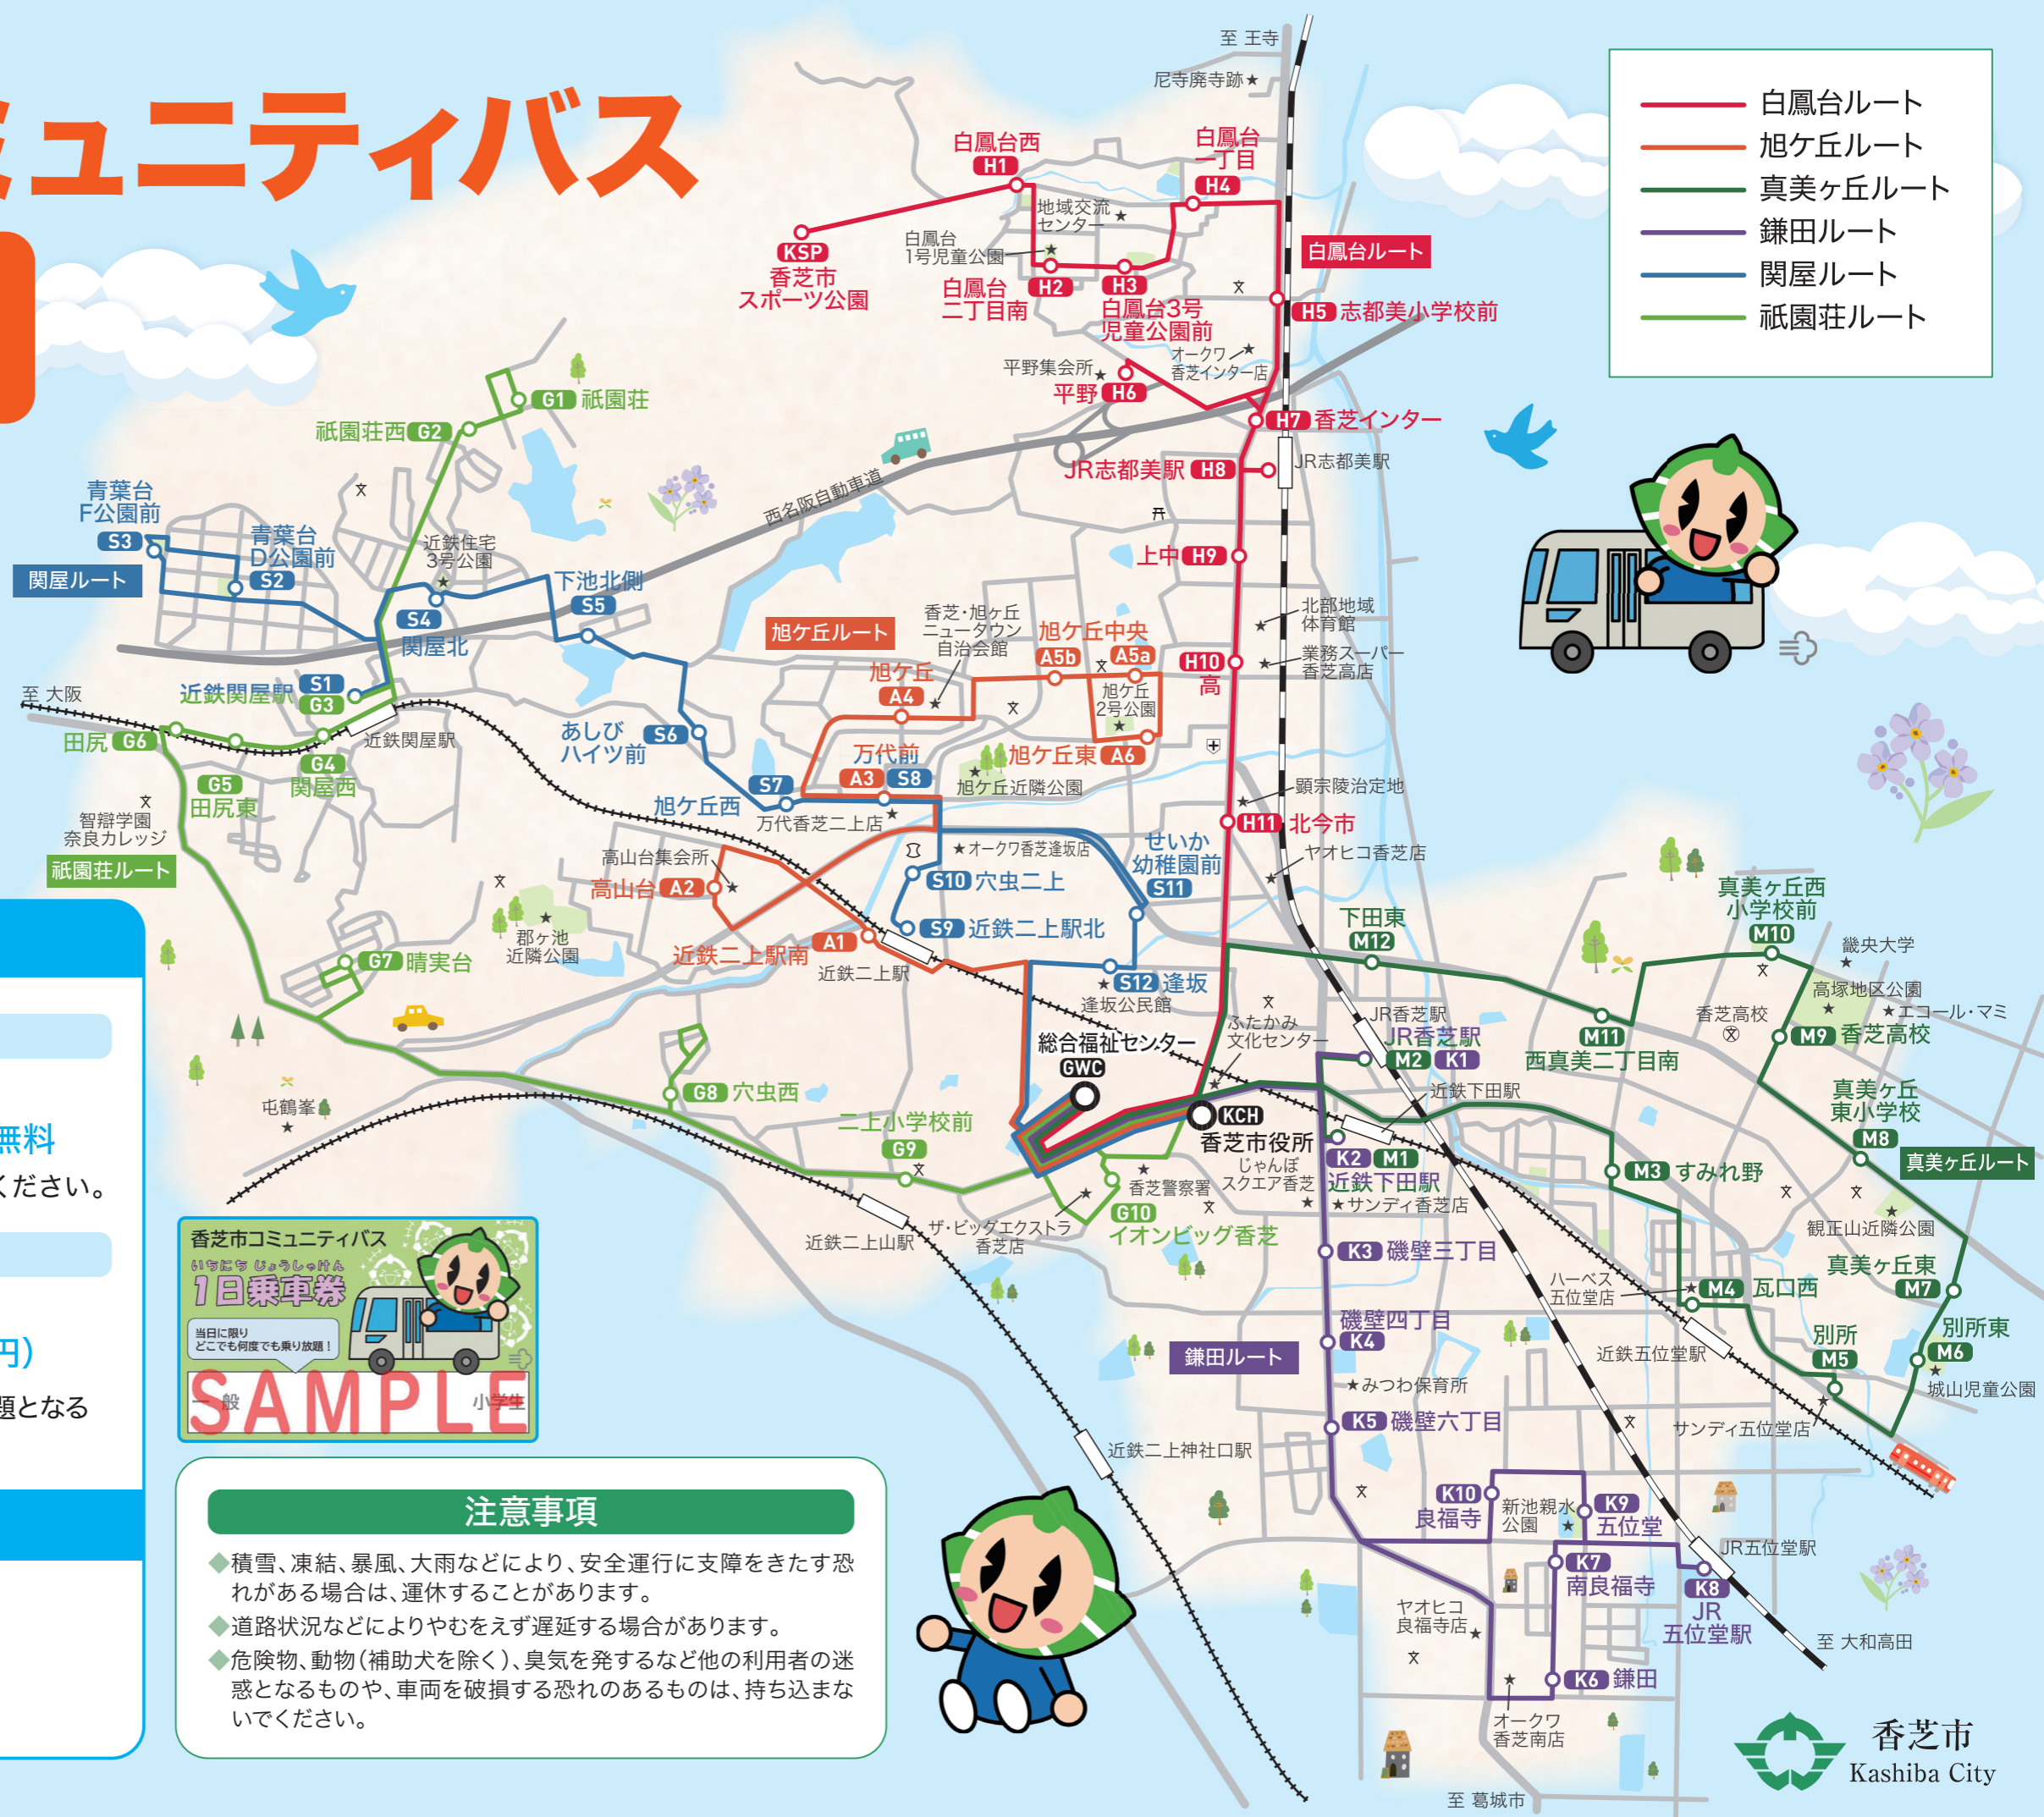 ミュニティバス
白鳳台ルート
旭ケ丘ルート
真美ヶ丘ルート
鎌田ルート
関屋ルート
祇園荘ルート
至 王寺
尼寺廃寺跡★
白鳳台西
H1
白鳳台
一丁目
H4
地域交流
センター★
白鳳台
1号児童公園
★
KSP
香芝市
スポーツ公園
白鳳台
二丁目南
H2
H3
白鳳台3号
児童公園前
白鳳台ルート
H5 志都美小学校前
オークワ
香芝インター店
★
平野集会所★
平野 H6
H7 香芝インター
JR志都美駅 H8
JR志都美駅
G1 祇園荘
祇園荘西 G2
西名阪自動車道
青葉台
F公園前
S3
青葉台
D公園前
S2
近鉄住宅
3号公園
★
関屋ルート
S4
関屋北
下池北側
S5
上中 H9
北部地域
体育館
★
業務スーパー
香芝高店
★
H10
高
旭ケ丘ルート
香芝・旭ヶ丘
ニュータウン
自治会館
★
旭ケ丘中央
A5b
A5a
旭ケ丘
A4
旭ケ丘
2号公園
★
旭ケ丘東 A6
至 大阪
近鉄関屋駅
S1
G3
近鉄関屋駅
田尻 G6
G4
関屋西
G5
田尻東
あしび
ハイツ前
S6
万代前
A3 S8
旭ケ丘近隣公園
★
S7
旭ケ丘西
万代香芝二上店
★
顕宗陵治定地
★
H11 北今市
智辯学園
奈良カレッジ
祇園荘ルート
高山台集会所
★
高山台 A2
★オークワ香芝逢坂店
せいか
幼稚園前
S11
ヤオヒコ香芝店
★
S10 穴虫二上
S9 近鉄二上駅北
近鉄二上駅南 A1
近鉄二上駅
★
郡ヶ池
近隣公園
G7 晴実台
下田東
M12
真美ヶ丘西
小学校前
M10
畿央大学
★
高塚地区公園
★
★エコール・マミ
香芝高校
M9 香芝高校
M11
西真美二丁目南
S12 逢坂
★
逢坂公民館
ふたかみ
文化センター
★
JR香芝駅
JR香芝駅
M2 K1
総合福祉センター
GWC
近鉄下田駅
KCH
香芝市役所
G8 穴虫西
屯鶴峯
★
二上小学校前
G9
真美ヶ丘
東小学校
M8
真美ヶ丘ルート
じゃんぼ
スクエア香芝
★
K2 M1
近鉄下田駅
★サンディ香芝店
M3 すみれ野
★
香芝警察署
G10
イオンビッグ香芝
ザ・ビッグエクストラ
香芝店
★
近鉄二上山駅
★
観正山近隣公園
K3 磯壁三丁目
真美ヶ丘東
M7
ハーベス
五位堂店
★
M4 瓦口西
磯壁四丁目
K4
鎌田ルート
近鉄五位堂駅
別所
M5
別所東
M6
★
城山児童公園
★みつわ保育所
K5 磯壁六丁目
サンディ五位堂店
★
近鉄二上神社口駅
K10
良福寺
新池親水
公園 ★
K9
五位堂
K7
南良福寺
JR五位堂駅
K8
JR
五位堂駅
ヤオヒコ
良福寺店★
至 大和高田
K6 鎌田
★
オークワ
香芝南店
至 葛城市
無料
ください。
円）
題となる
香芝市コミュニティバス
いちにち じょうしゃけん
1日乗車券
当日に限り
どこでも何度でも乗り放題！
一 般
小学生
SAMPLE
注意事項
◆積雪、凍結、暴風、大雨などにより、安全運行に支障をきたす恐
れがある場合は、運休することがあります。
◆道路状況などによりやむをえず遅延する場合があります。
◆危険物、動物（補助犬を除く）、臭気を発するなど他の利用者の迷
惑となるものや、車両を破損する恐れのあるものは、持ち込まな
いでください。
香芝市
Kashiba City